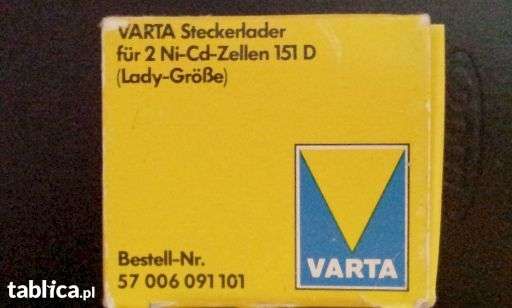 VARTA Steckerlader
für 2 Ni-Cd-Zellen 151 D
(Lady-Größe)
Bestell-Nr.
57 006 091 101
VARTA
tablica.pl